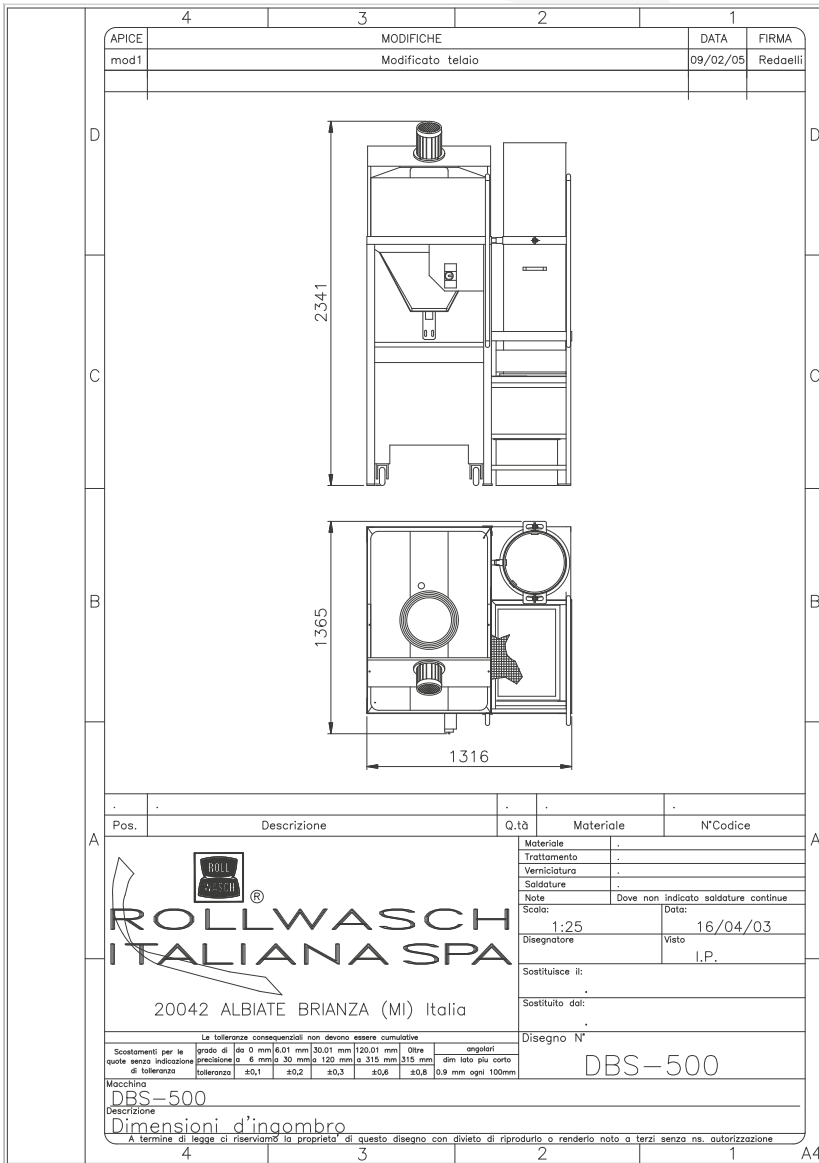 4 3 2 1
APICE MODIFICHE DATA FIRMA
mod1 Modificato telaio 09/02/05 Redaelli
D D
2341
C C
B B
1365
1316
. . . . .
Pos. Descrizione Q.tà Materiale N°Codice
A A
Materiale .
Trattamento .
Verniciatura .
Saldature .
Note Dove non indicato saldature continue
ROLL
WASCH
®
ROLLWASCH
ITALIANA SPA
20042 ALBIATE BRIANZA (MI) Italia
Scala: Data:
1:25 16/04/03
Disegnatore Visto
I.P.
Sostituisce il:
.
Sostituito dal:
.
Disegno N°
DBS-500
Le tolleranze consequenziali non devono essere cumulative
Scostamenti per le quote senza indicazione di tolleranza
grado di precisione da 0 mm a 6 mm 6.01 mm a 30 mm 30.01 mm a 120 mm 120.01 mm a 315 mm Oltre 315 mm angolari dim lato piu corto
tolleranza ±0,1 ±0,2 ±0,3 ±0,6 ±0,8 0.9 mm ogni 100mm
Macchina
DBS-500
Descrizione
Dimensioni d'ingombro
A termine di legge ci riserviamo la proprieta' di questo disegno con divieto di riprodurlo o renderlo noto a terzi senza ns. autorizzazione
4 3 2 1 A4